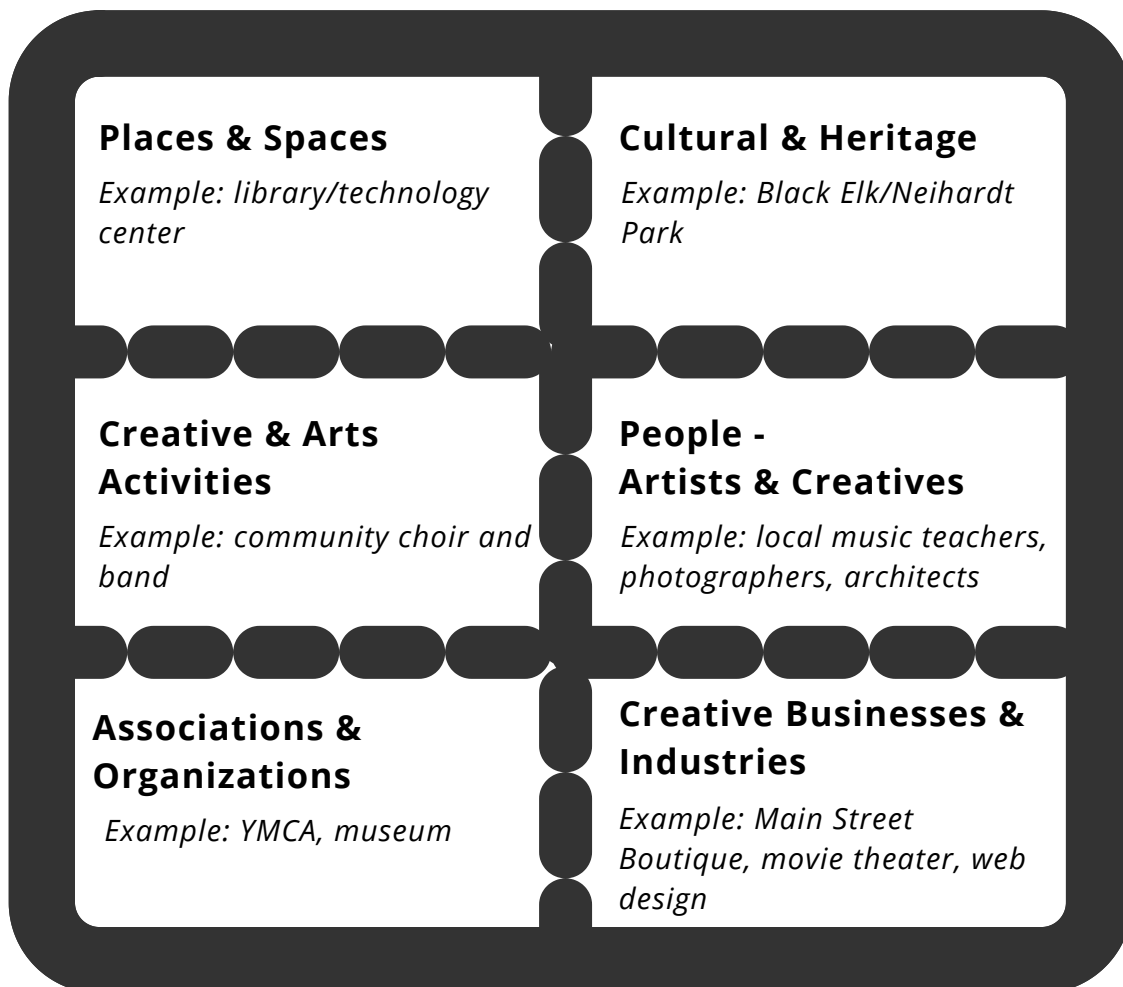 Places & Spaces
Example: library/technology
center
Cultural & Heritage
Example: Black Elk/Neihardt
Park
Creative & Arts
Activities
Example: community choir and
band
People -
Artists & Creatives
Example: local music teachers,
photographers, architects
Associations &
Organizations
Example: YMCA, museum
Creative Businesses &
Industries
Example: Main Street
Boutique, movie theater, web
design